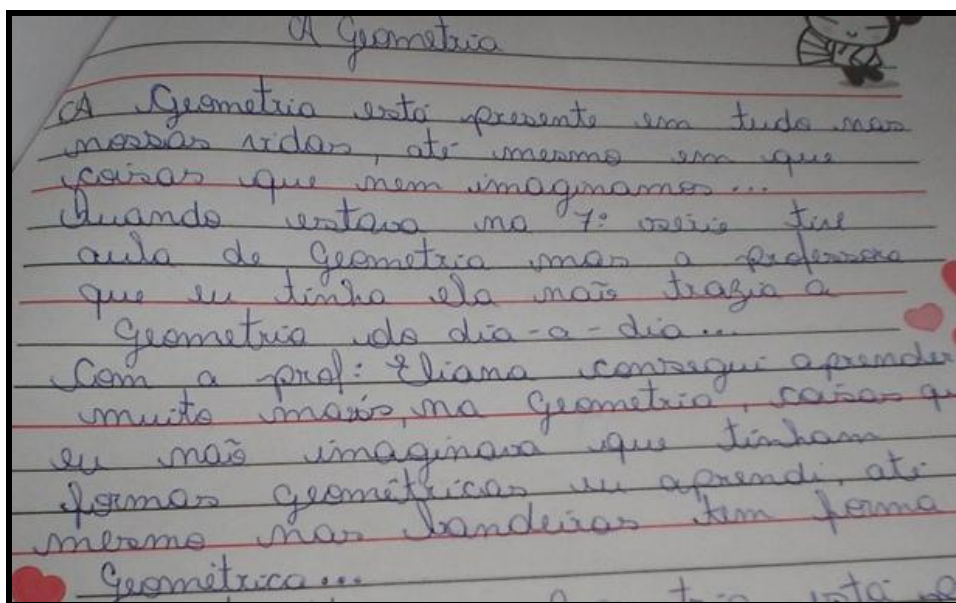 A Geometria
A Geometria está presente em tudo nas
nossas vidas, até mesmo em que
coisas que nem imaginamos...
Quando estava na 7ª série tive
aula de Geometria mas a professora
que eu tinha ela naõ trazia a
Geometria do dia-a-dia...
Com a prof: Eliana consegui aprender
muito mais, na Geometria, coisas q
eu naõ imaginava que tinham
formas geométricas eu aprendi, até
mesmo nas bandeiras tem forma
Geométrica...
está